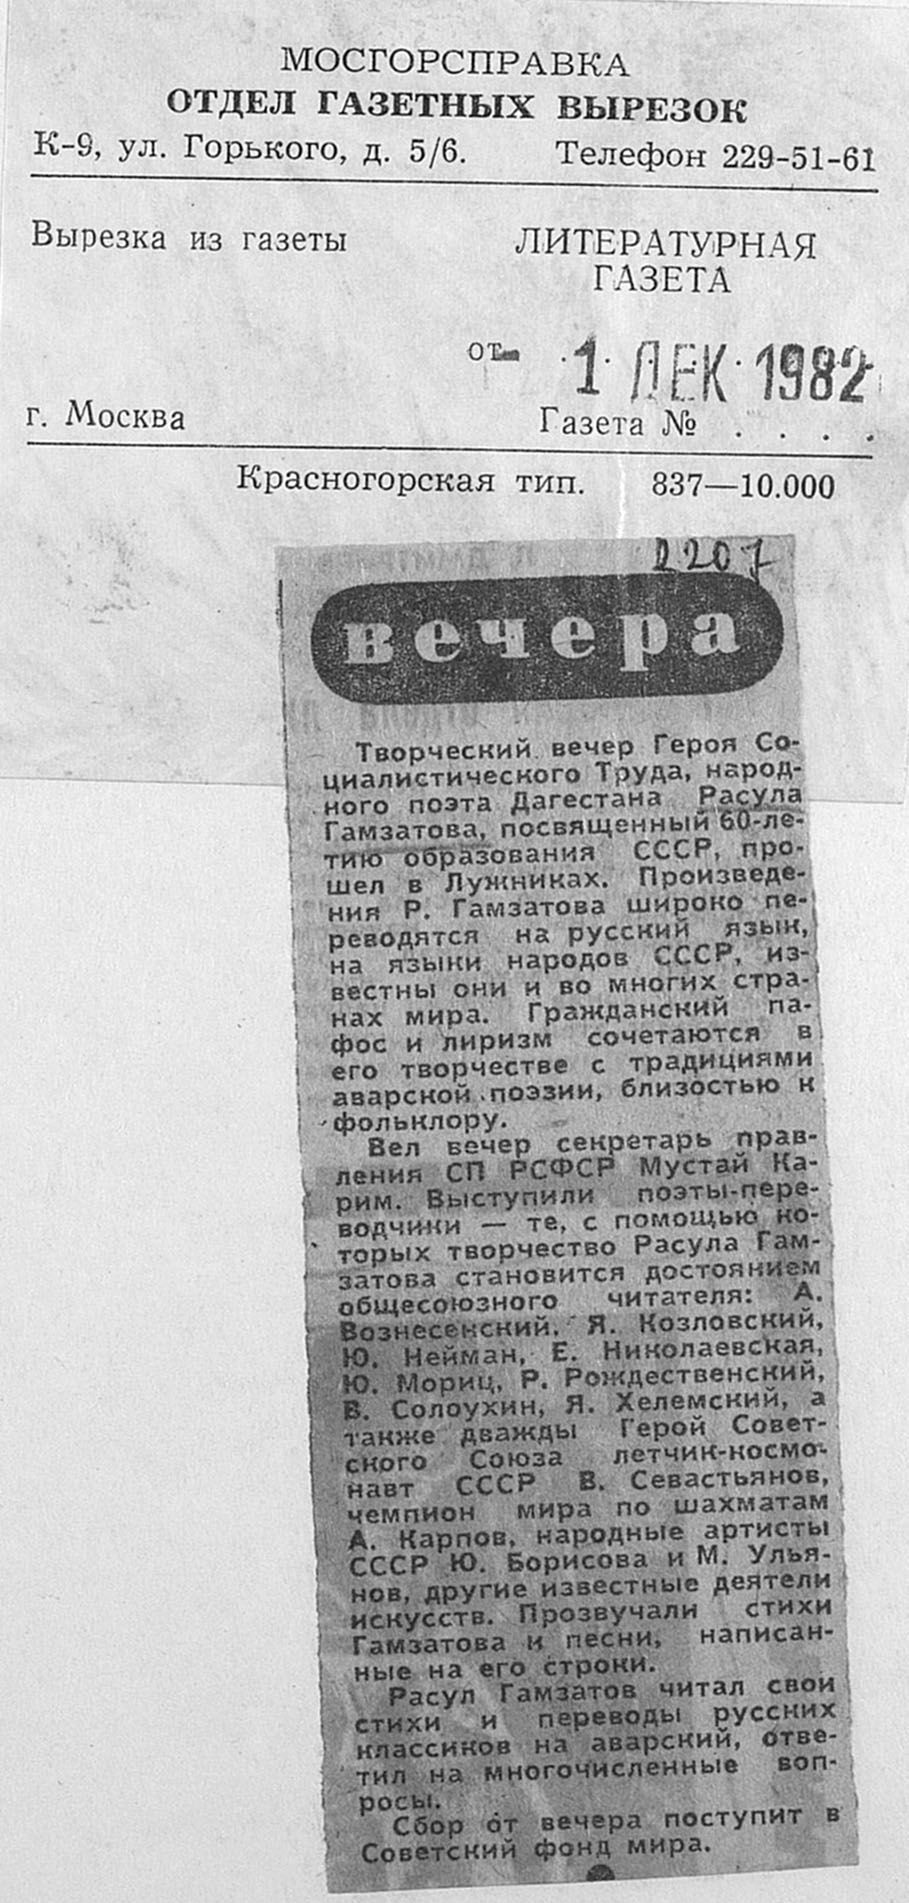 МОСГОРСПРАВКА
ОТДЕЛ ГАЗЕТНЫХ ВЫРЕЗОК
К-9, ул. Горького, д. 5/6. Телефон 229-51-61
Вырезка из газеты
ЛИТЕРАТУРНАЯ
ГАЗЕТА
от - 1 ДЕК 1982
г. Москва Газета № . . . .
Красногорская тип. 837—10.000
2207
вечера
Творческий вечер Героя Со-
циалистического Труда, народ-
ного поэта Дагестана Расула
Гамзатова, посвященный 60-ле-
тию образования СССР, про-
шел в Лужниках. Произведе-
ния Р. Гамзатова широко пе-
реводятся на русский язык,
на языки народов СССР, из-
вестны они и во многих стра-
нах мира. Гражданский па-
фос и лиризм сочетаются в
его творчестве с традициями
аварской поэзии, близостью к
фольклору.
Вел вечер секретарь прав-
ления СП РСФСР Мустай Ка-
рим. Выступили поэты-пере-
водчики — те, с помощью ко-
торых творчество Расула Гам-
затова становится достоянием
общесоюзного читателя: А.
Вознесенский, Я. Козловский,
Ю. Нейман, Е. Николаевская,
Ю. Мориц, Р. Рождественский,
В. Солоухин, Я. Хелемский, а
также дважды Герой Совет-
ского Союза летчик-космо-
навт СССР В. Севастьянов,
чемпион мира по шахматам
А. Карпов, народные артисты
СССР Ю. Борисова и М. Улья-
нов, другие известные деятели
искусств. Прозвучали стихи
Гамзатова и песни, написан-
ные на его строки.
Расул Гамзатов читал свои
стихи и переводы русских
классиков на аварский, отве-
тил на многочисленные воп-
росы.
Сбор от вечера поступит в
Советский фонд мира.